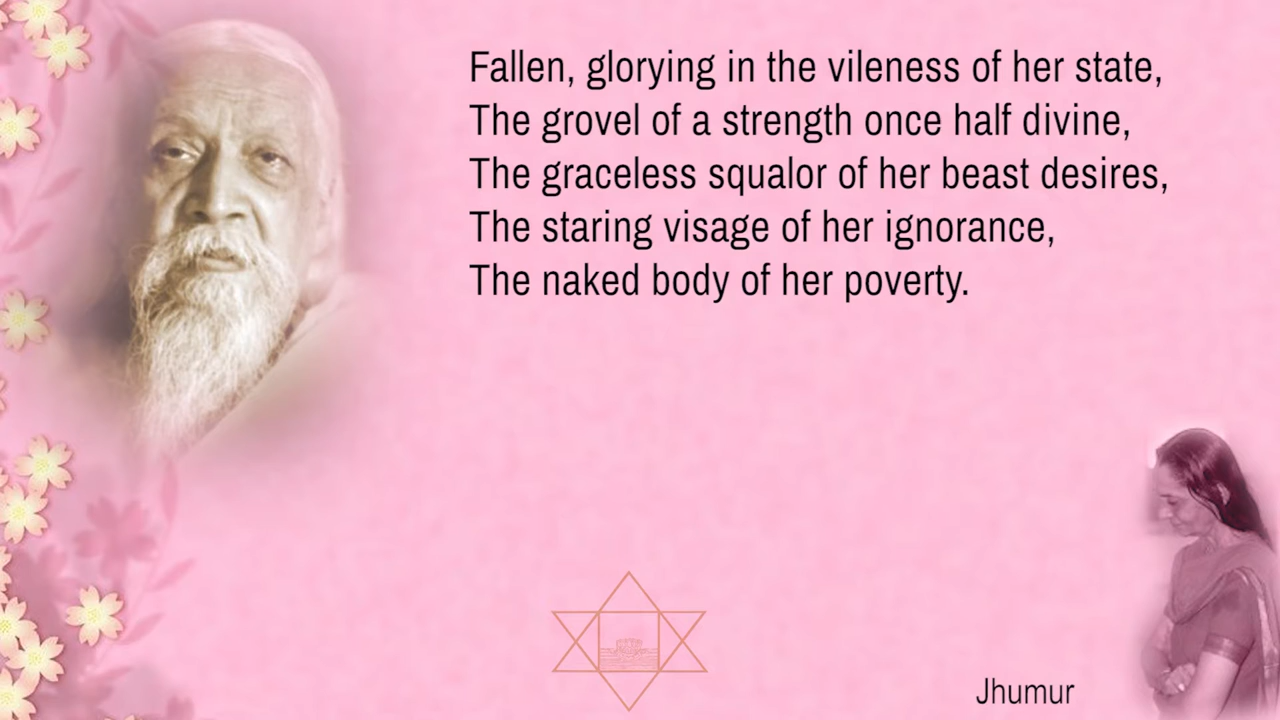 Fallen, glorying in the vileness of her state,
The grovel of a strength once half divine,
The graceless squalor of her beast desires,
The staring visage of her ignorance,
The naked body of her poverty.
Jhumur